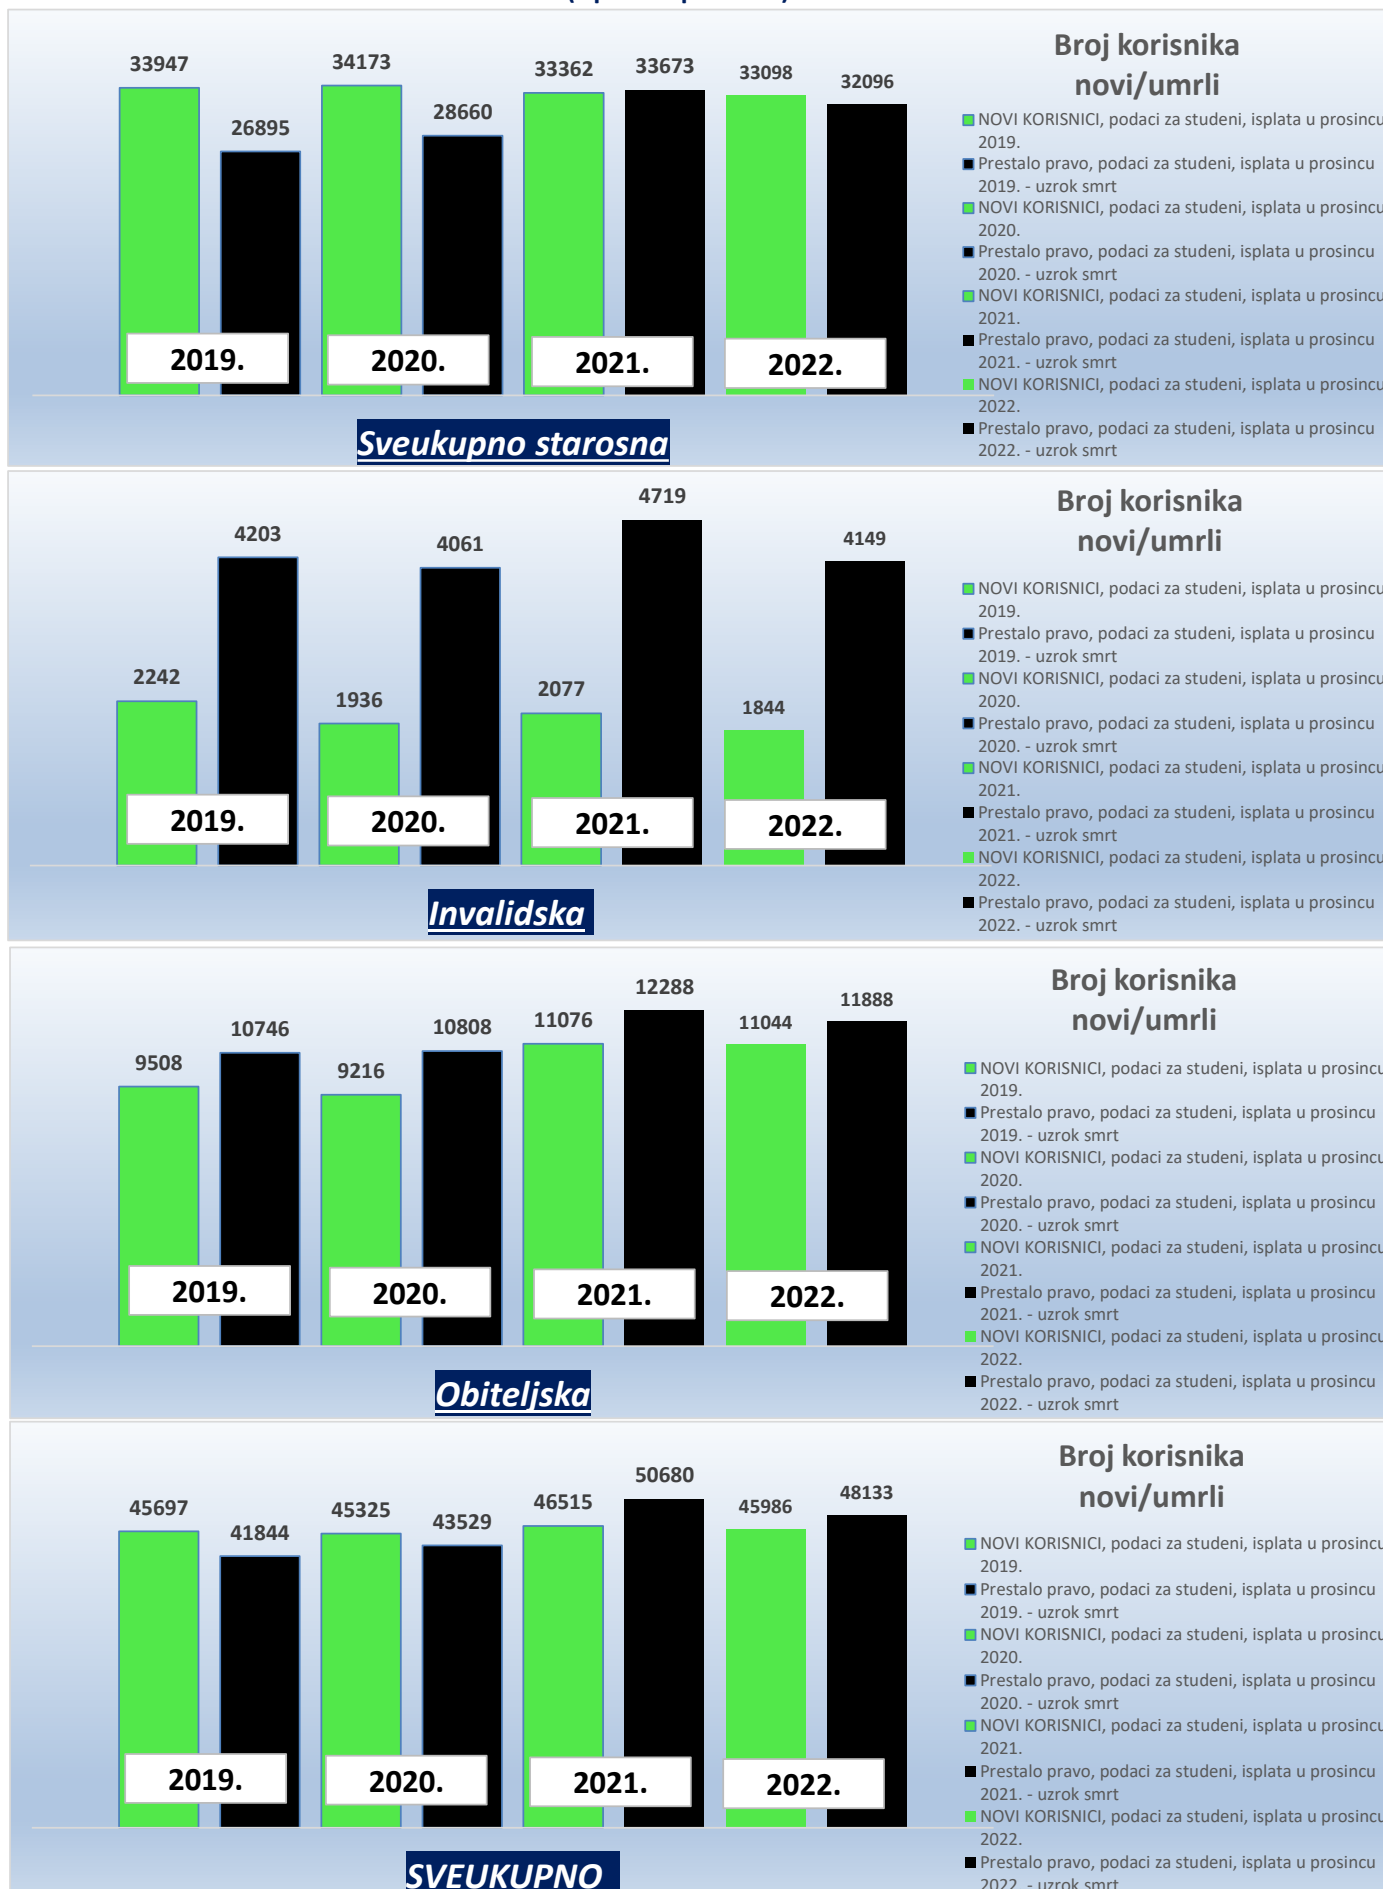 Broj korisnika
novi/umrli
33947
26895
34173
28660
33362
33673
33098
32096
2019.
2020.
2021.
2022.
Sveukupno starosna
NOVI KORISNICI, podaci za studeni, isplata u prosincu
2019.
Prestalo pravo, podaci za studeni, isplata u prosincu
2019. - uzrok smrt
NOVI KORISNICI, podaci za studeni, isplata u prosincu
2020.
Prestalo pravo, podaci za studeni, isplata u prosincu
2020. - uzrok smrt
NOVI KORISNICI, podaci za studeni, isplata u prosincu
2021.
Prestalo pravo, podaci za studeni, isplata u prosincu
2021. - uzrok smrt
NOVI KORISNICI, podaci za studeni, isplata u prosincu
2022.
Prestalo pravo, podaci za studeni, isplata u prosincu
2022. - uzrok smrt
Broj korisnika
novi/umrli
2242
4203
1936
4061
2077
4719
1844
4149
2019.
2020.
2021.
2022.
Invalidska
NOVI KORISNICI, podaci za studeni, isplata u prosincu
2019.
Prestalo pravo, podaci za studeni, isplata u prosincu
2019. - uzrok smrt
NOVI KORISNICI, podaci za studeni, isplata u prosincu
2020.
Prestalo pravo, podaci za studeni, isplata u prosincu
2020. - uzrok smrt
NOVI KORISNICI, podaci za studeni, isplata u prosincu
2021.
Prestalo pravo, podaci za studeni, isplata u prosincu
2021. - uzrok smrt
NOVI KORISNICI, podaci za studeni, isplata u prosincu
2022.
Prestalo pravo, podaci za studeni, isplata u prosincu
2022. - uzrok smrt
Broj korisnika
novi/umrli
9508
10746
9216
10808
11076
12288
11044
11888
2019.
2020.
2021.
2022.
Obiteljska
NOVI KORISNICI, podaci za studeni, isplata u prosincu
2019.
Prestalo pravo, podaci za studeni, isplata u prosincu
2019. - uzrok smrt
NOVI KORISNICI, podaci za studeni, isplata u prosincu
2020.
Prestalo pravo, podaci za studeni, isplata u prosincu
2020. - uzrok smrt
NOVI KORISNICI, podaci za studeni, isplata u prosincu
2021.
Prestalo pravo, podaci za studeni, isplata u prosincu
2021. - uzrok smrt
NOVI KORISNICI, podaci za studeni, isplata u prosincu
2022.
Prestalo pravo, podaci za studeni, isplata u prosincu
2022. - uzrok smrt
Broj korisnika
novi/umrli
45697
41844
45325
43529
46515
50680
45986
48133
2019.
2020.
2021.
2022.
SVEUKUPNO
NOVI KORISNICI, podaci za studeni, isplata u prosincu
2019.
Prestalo pravo, podaci za studeni, isplata u prosincu
2019. - uzrok smrt
NOVI KORISNICI, podaci za studeni, isplata u prosincu
2020.
Prestalo pravo, podaci za studeni, isplata u prosincu
2020. - uzrok smrt
NOVI KORISNICI, podaci za studeni, isplata u prosincu
2021.
Prestalo pravo, podaci za studeni, isplata u prosincu
2021. - uzrok smrt
NOVI KORISNICI, podaci za studeni, isplata u prosincu
2022.
Prestalo pravo, podaci za studeni, isplata u prosincu
2022. - uzrok smrt